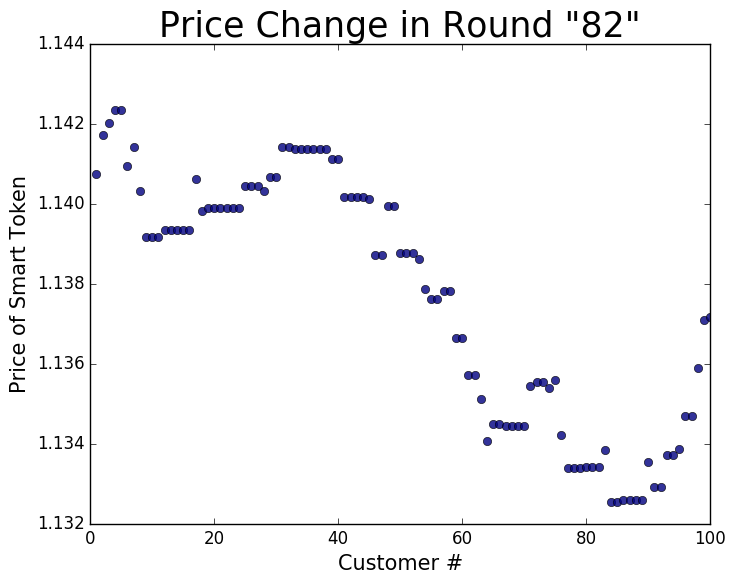 Price Change in Round "82"
1.144
1.142
1.140
1.138
1.136
1.134
1.132
Price of Smart Token
0 20 40 60 80 100
Customer #